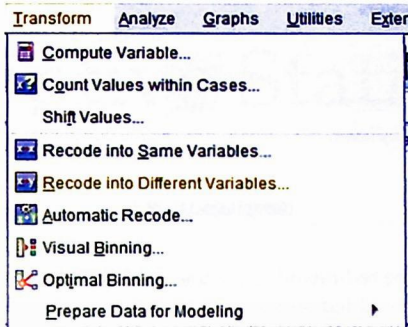 Transform Analyze Graphs Utilities Exter
Compute Variable...
Count Values within Cases...
Shift Values...
Recode into Same Variables...
Recode into Different Variables...
Automatic Recode...
Visual Binning...
Optimal Binning...
Prepare Data for Modeling